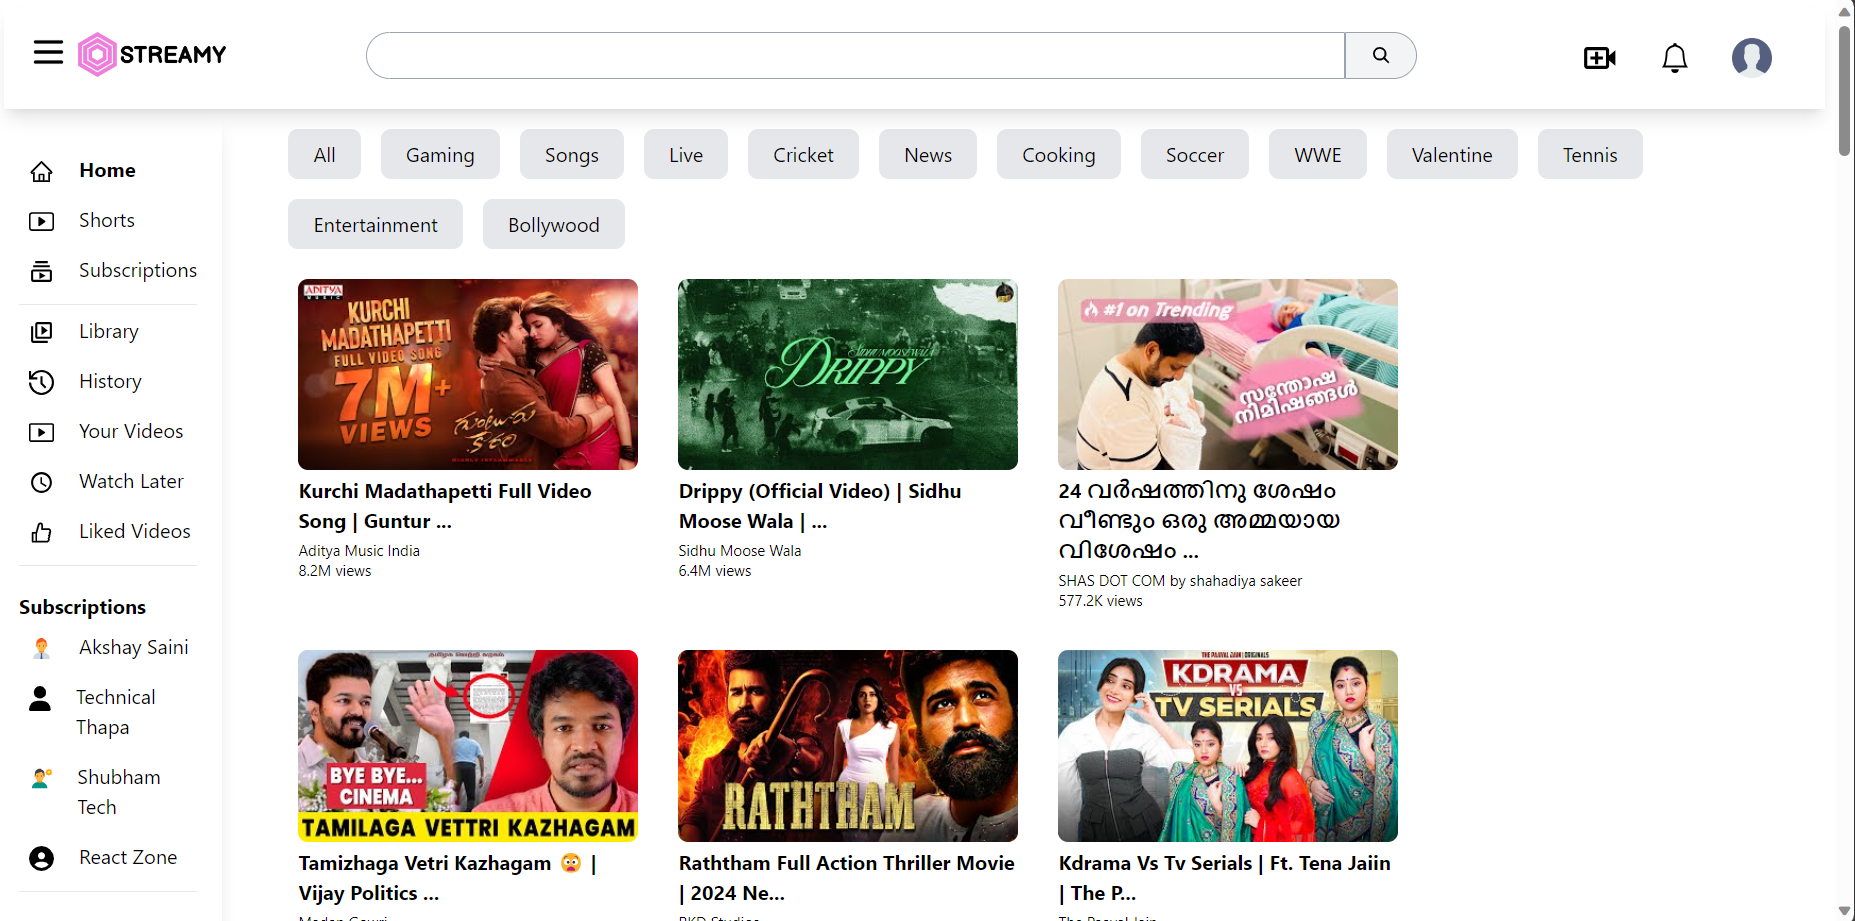 STREAMY
All
Gaming
Songs
Live
Cricket
News
Cooking
Soccer
WWE
Valentine
Tennis
Entertainment
Bollywood
Home
Shorts
Subscriptions
Library
History
Your Videos
Watch Later
Liked Videos
Subscriptions
Akshay Saini
Technical
Thapa
Shubham
Tech
React Zone
ADITYA
MUSIC
KURCHI
MADATHAPETTI
FULL VIDEO SONG
7M+
VIEWS
గుంటూరు
కారం
Kurchi Madathapetti Full Video
Song | Guntur ...
Aditya Music India
8.2M views
SIDHU MOOSEWALA
DRIPPY
Drippy (Official Video) | Sidhu
Moose Wala | ...
Sidhu Moose Wala
6.4M views
#1 on Trending
സന്തോഷ
നിമിഷങ്ങൾ
24 വർഷത്തിനു ശേഷം
വീണ്ടും ഒരു അമ്മയായ
വിശേഷം ...
SHAS DOT COM by shahadiya sakeer
577.2K views
BYE BYE...
CINEMA
TAMILAGA VETTRI KAZHAGAM
Tamizhaga Vetri Kazhagam 😨 |
Vijay Politics ...
Madan Gowri
RATHTHAM
Raththam Full Action Thriller Movie
| 2024 Ne...
RKD Studios
THE PAAVAL JAIN | ORIGINALS
KDRAMA
VS
TV SERIALS
Kdrama Vs Tv Serials | Ft. Tena Jaiin
| The P...